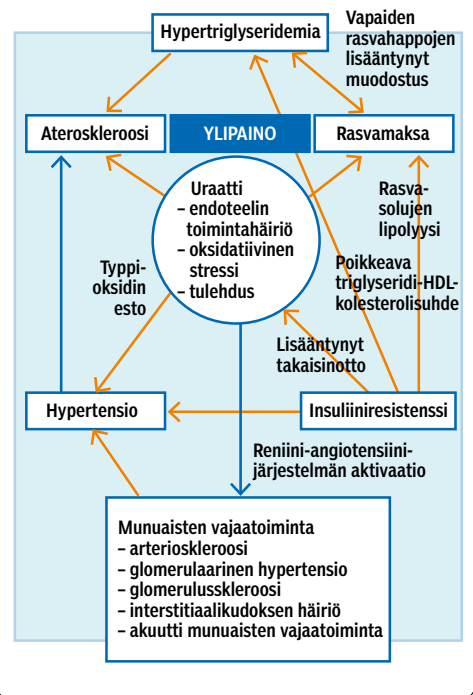 Hypertriglyseridemia
Vapaiden
rasvahappojen
lisääntynyt
muodostus
Ateroskleroosi
YLIPAINO
Rasvamaksa
Uraatti
– endoteelin
toimintahäiriö
– oksidatiivinen
stressi
– tulehdus
Rasva-
solujen
lipolyysi
Typpi-
oksidin
esto
Poikkeava
triglyseridi-HDL-
kolesterolisuhde
Lisääntynyt
takaisinotto
Hypertensio
Insuliiniresistenssi
Reniini-angiotensiini-
järjestelmän aktivaatio
Munuaisten vajaatoiminta
– arterioskleroosi
– glomerulaarinen hypertensio
– glomerulusskleroosi
– interstitiaalikudoksen häiriö
– akuutti munuaisten vajaatoiminta